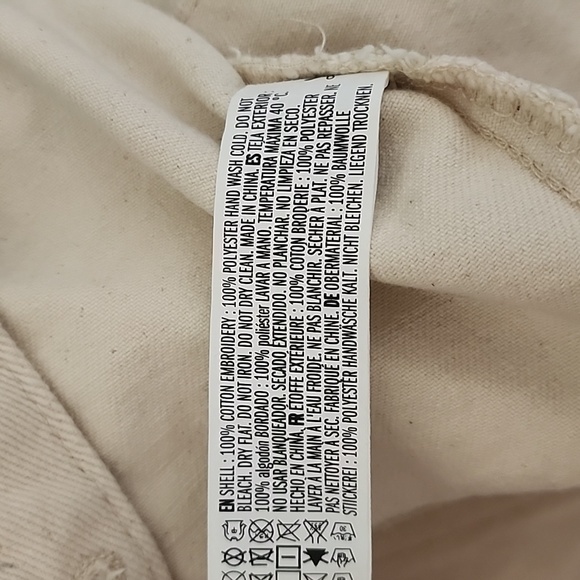 EN SHELL : 100% COTTON EMBROIDERY : 100% POLYESTER HAND WASH COLD. DO NOT
BLEACH. DRY FLAT. DO NOT IRON. DO NOT DRY CLEAN. MADE IN CHINA. ES TELA EXTERIOR:
100% algodón BORDADO : 100% poliéster LAVAR A MANO, TEMPERATURA MÁXIMA 40 °C.
NO USAR BLANQUEADOR. SECADO EXTENDIDO. NO PLANCHAR. NO LIMPIEZA EN SECO.
HECHO EN CHINA. FR ÉTOFFE EXTERIEURE : 100% COTON BRODERIE : 100% POLYESTER
LAVER À LA MAIN À L'EAU FROIDE. NE PAS BLANCHIR. SÉCHER À PLAT. NE PAS REPASSER. NE
PAS NETTOYER À SEC. FABRIQUE EN CHINE. DE OBERMATERIAL : 100% BAUMWOLLE
STICKEREI : 100% POLYESTER HANDWÄSCHE KALT. NICHT BLEICHEN. LIEGEND TROCKNEN.